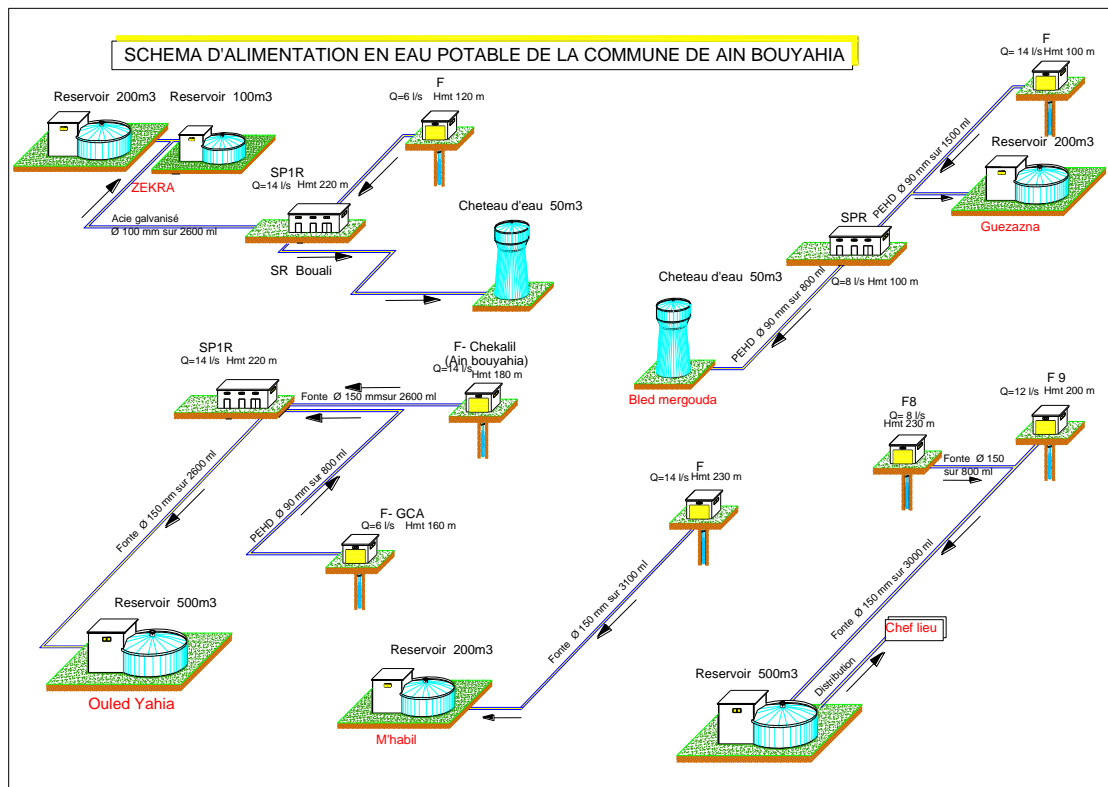 SCHEMA D'ALIMENTATION EN EAU POTABLE DE LA COMMUNE DE AIN BOUYAHIA
Reservoir 200m3
Reservoir 100m3
ZEKRA
F
Q=6 l/s Hmt 120 m
SP1R
Q=14 l/s Hmt 220 m
Acie galvanisé
Ø 100 mm sur 2600 ml
SR Bouali
Cheteau d'eau 50m3
F
Q= 14 l/s Hmt 100 m
PEHD Ø 90 mm sur 1500 ml
Reservoir 200m3
Guezazna
SPR
Q=8 l/s Hmt 100 m
PEHD Ø 90 mm sur 800 ml
Cheteau d'eau 50m3
Bled mergouda
SP1R
Q=14 l/s Hmt 220 m
F- Chekalil
(Ain bouyahia)
Q=14 l/s
Hmt 180 m
Fonte Ø 150 mmsur 2600 ml
Fonte Ø 150 mm sur 2600 ml
PEHD Ø 90 mm sur 800 ml
F- GCA
Q=6 l/s Hmt 160 m
Reservoir 500m3
Ouled Yahia
F
Q=14 l/s Hmt 230 m
Fonte Ø 150 mm sur 3100 ml
Reservoir 200m3
M'habil
F 9
Q=12 l/s Hmt 200 m
F8
Q= 8 l/s
Hmt 230 m
Fonte Ø 150
sur 800 ml
Fonte Ø 150 mm sur 3000 ml
Chef lieu
Distribution
Reservoir 500m3